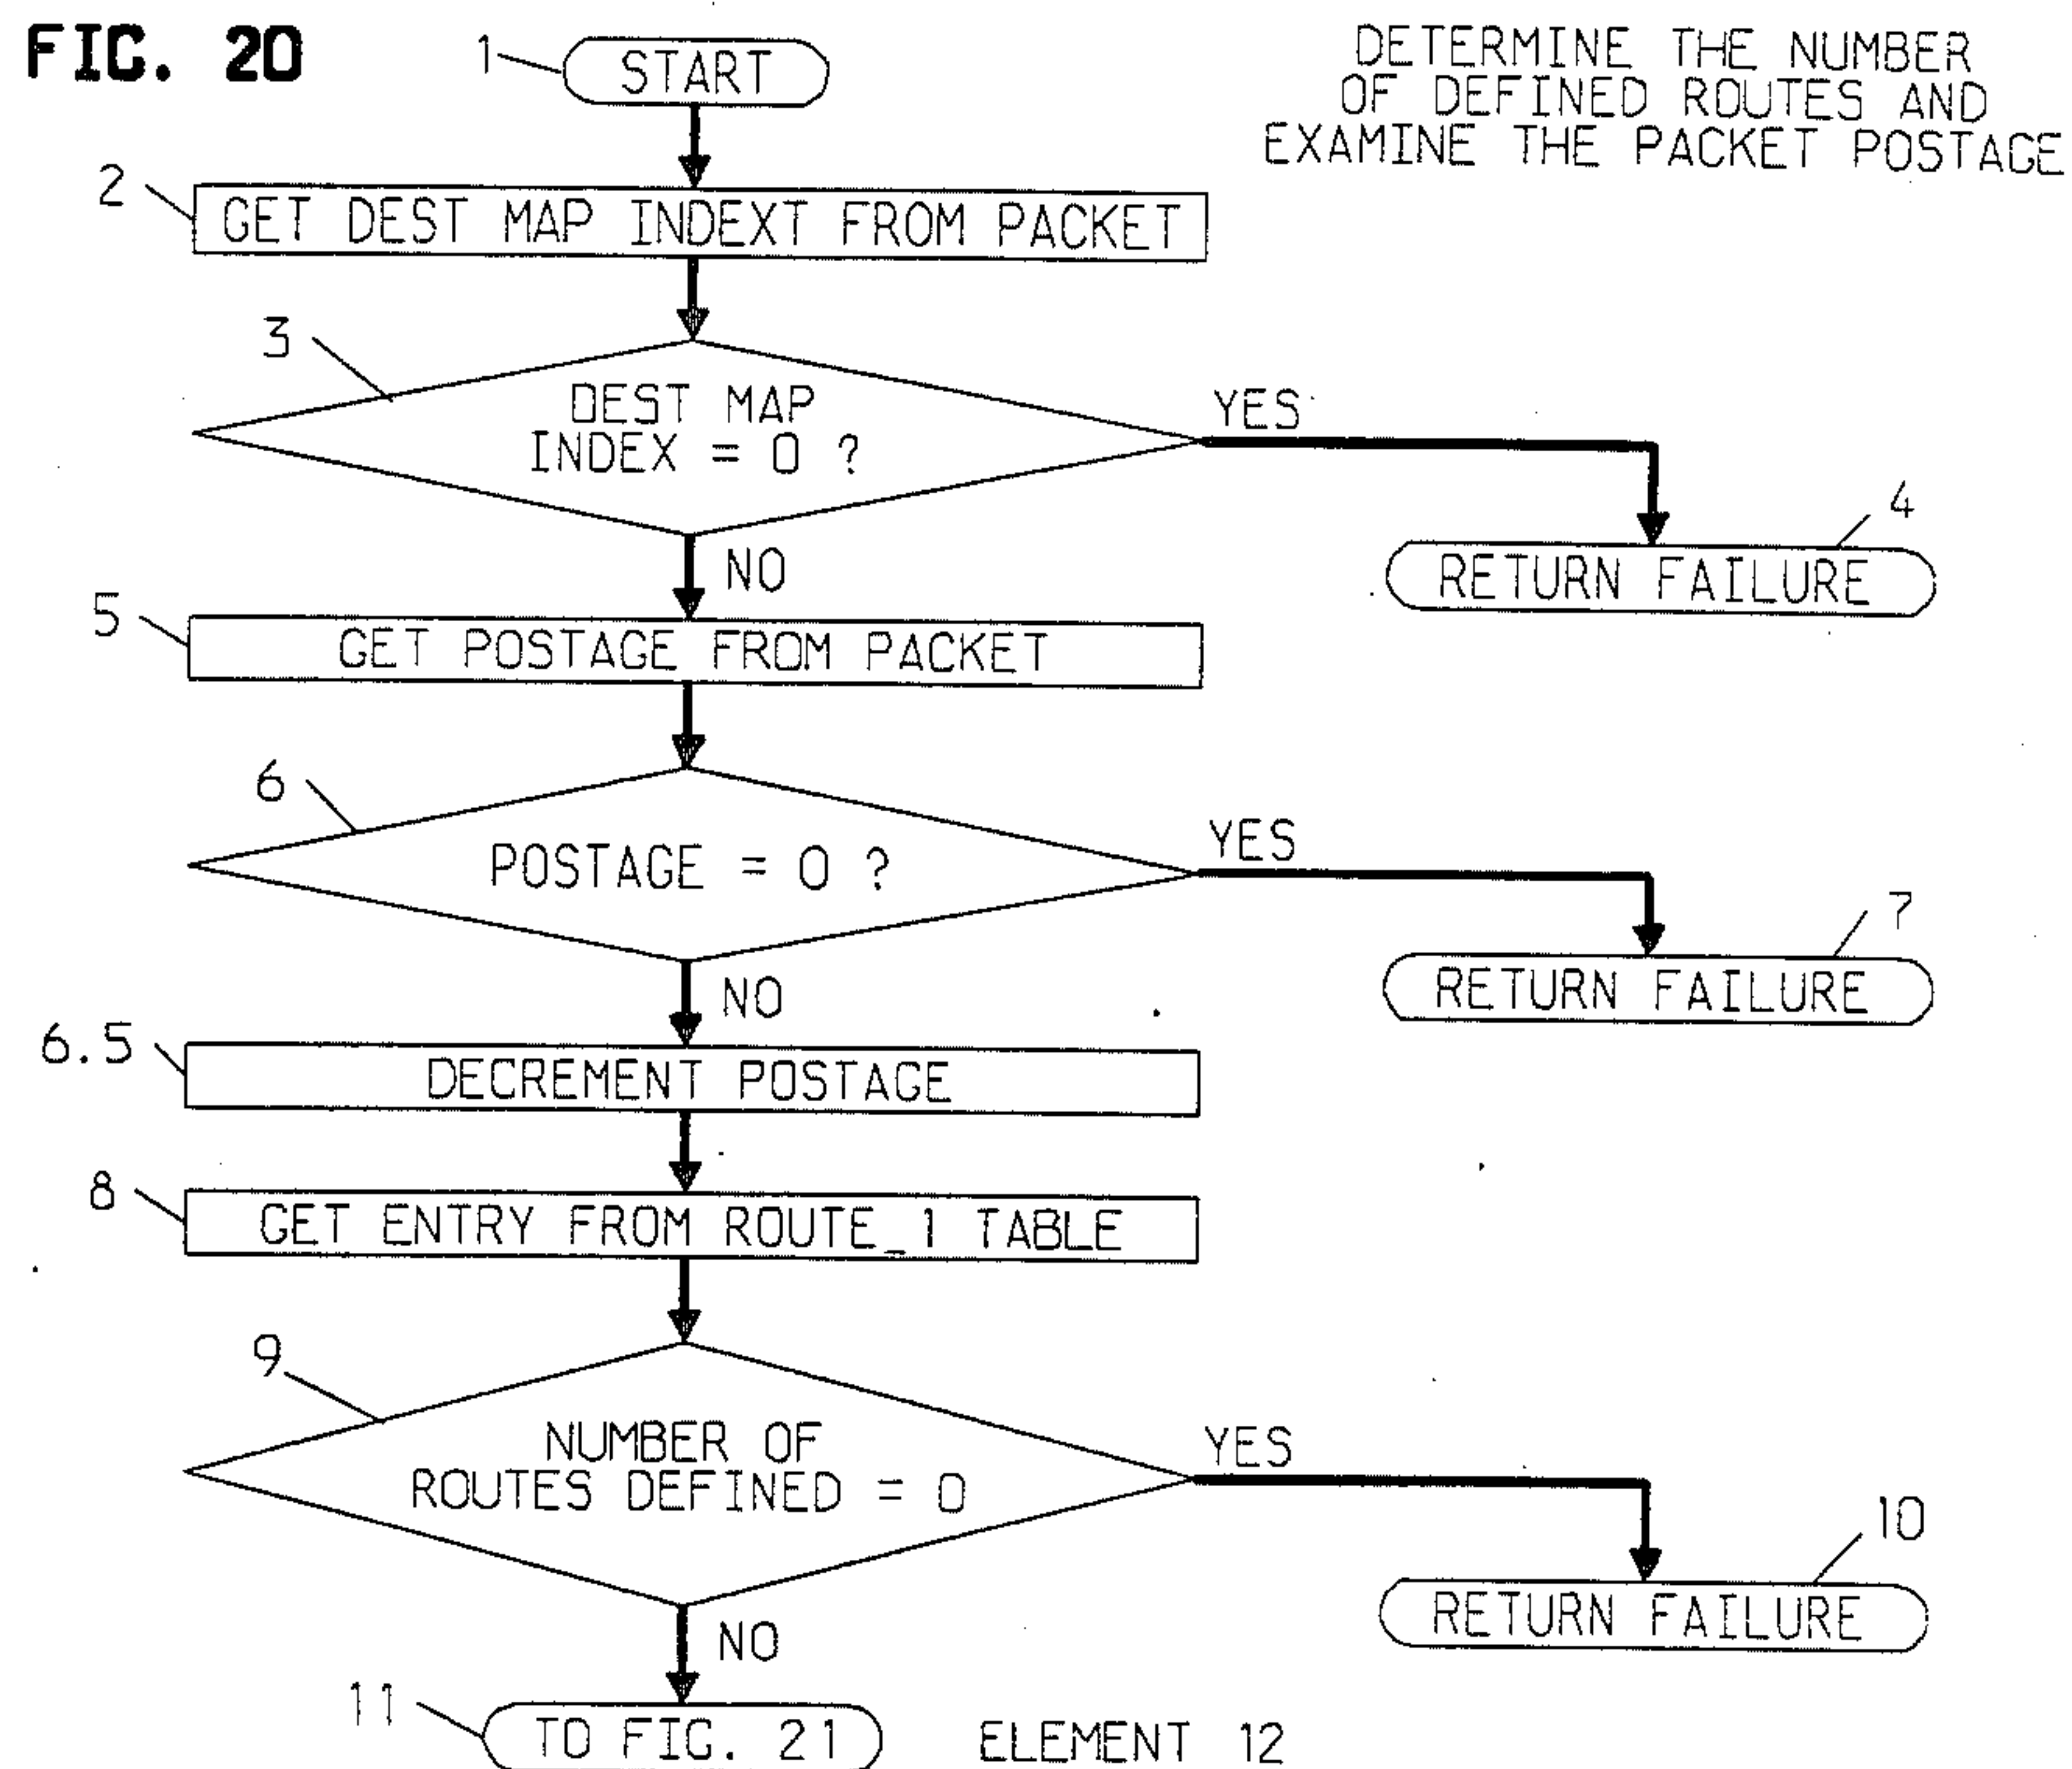 FIG. 20
DETERMINE THE NUMBER
OF DEFINED ROUTES AND
EXAMINE THE PACKET POSTAGE
1
START
2
GET DEST MAP INDEXT FROM PACKET
3
DEST MAP
INDEX = 0 ?
YES
4
RETURN FAILURE
NO
5
GET POSTAGE FROM PACKET
6
POSTAGE = 0 ?
YES
7
RETURN FAILURE
NO
6.5
DECREMENT POSTAGE
8
GET ENTRY FROM ROUTE_1 TABLE
9
NUMBER OF
ROUTES DEFINED = 0
YES
10
RETURN FAILURE
NO
11
TO FIG. 21
ELEMENT 12